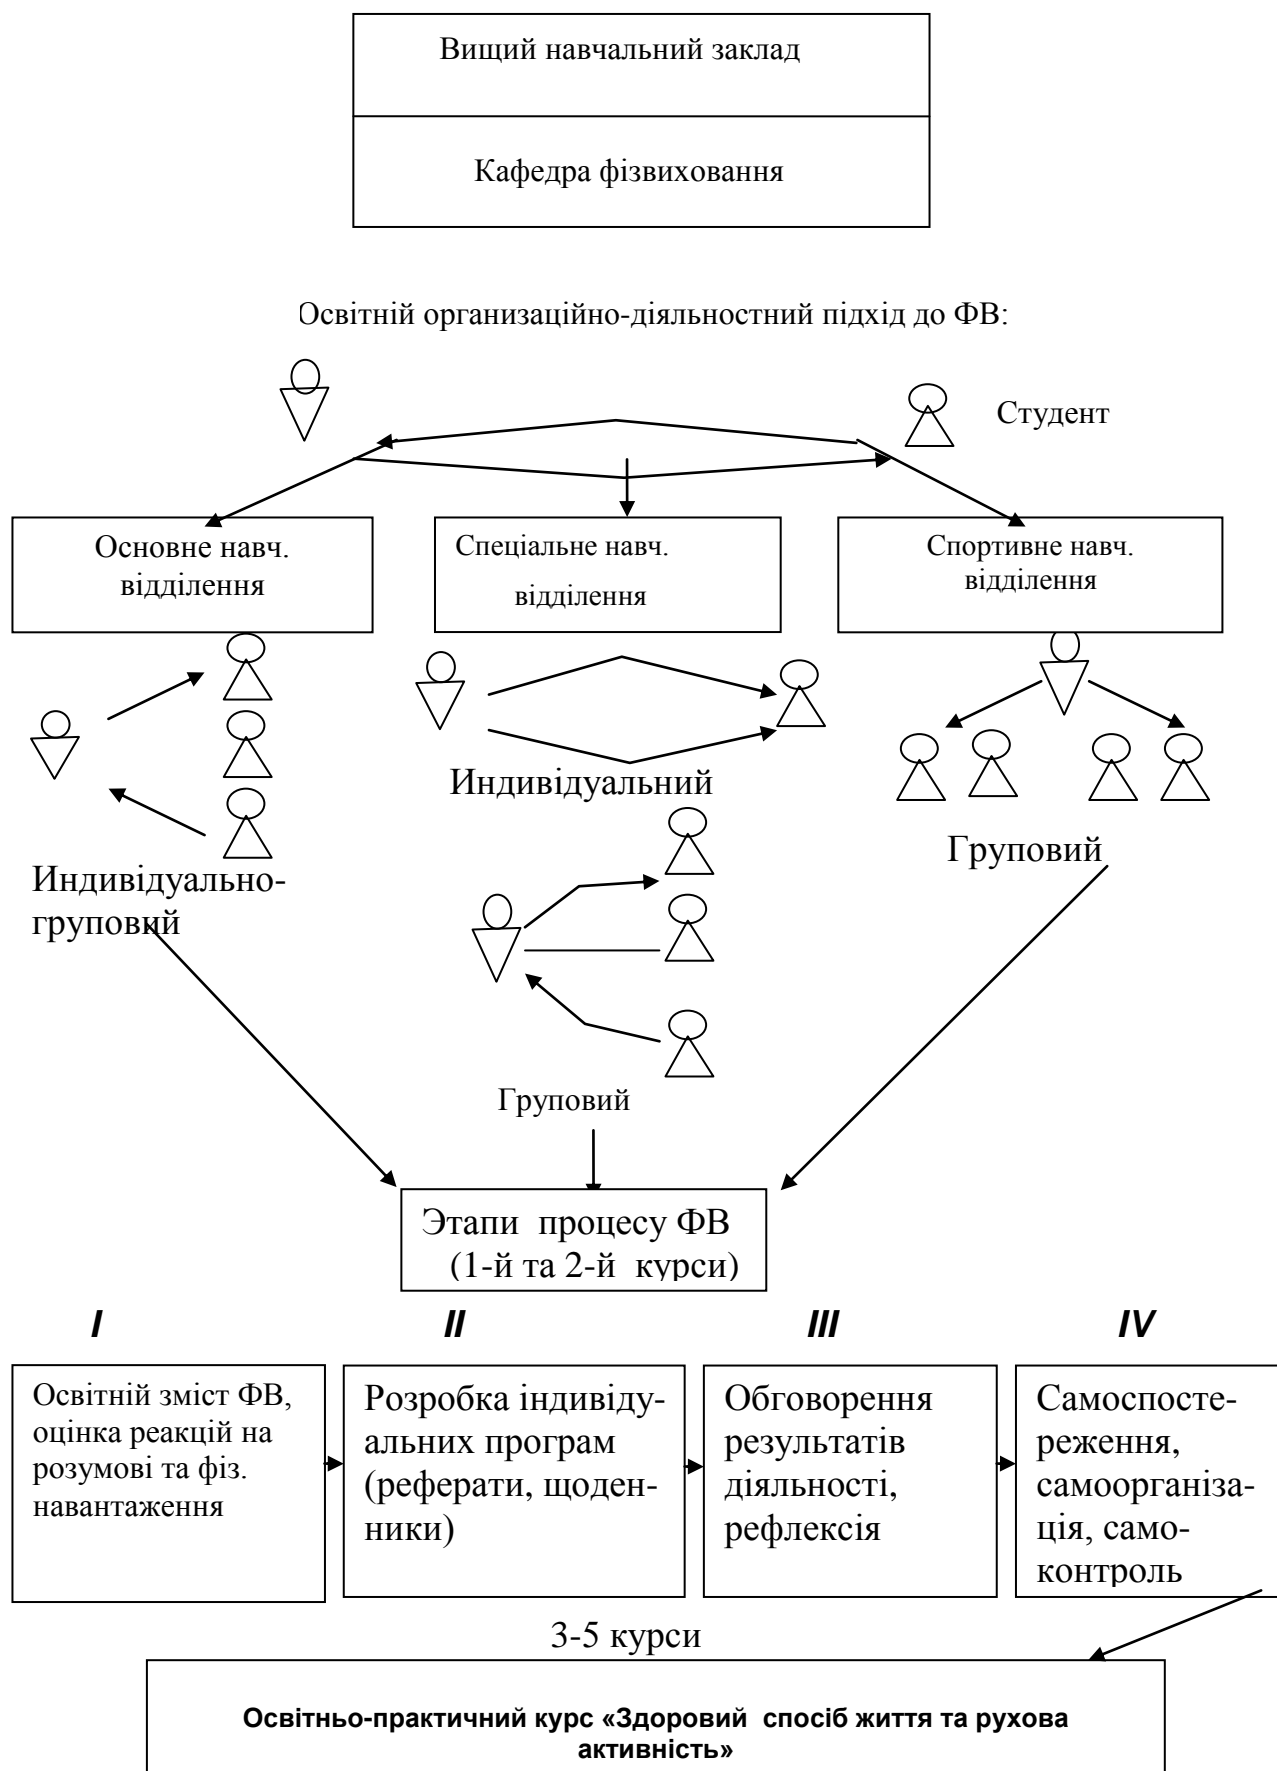 Вищий навчальний заклад
Кафедра фізвиховання
Освітній организаційно-діяльностний підхід до ФВ:
Студент
Основне навч.
відділення
Спеціальне навч.
відділення
Спортивне навч.
відділення
Индивідуальний
Груповий
Индивідуально-
груповий
Груповий
Этапи процесу ФВ
(1-й та 2-й курси)
I
II
III
IV
Освітній зміст ФВ,
оцінка реакцій на
розумові та фіз.
навантаження
Розробка індивіду-
альних програм
(реферати, щоден-
ники)
Обговорення
результатів
діяльності,
рефлексія
Самоспосте-
реження,
самоорганіза-
ція, само-
контроль
3-5 курси
Освітньо-практичний курс «Здоровий спосіб життя та рухова
активність»